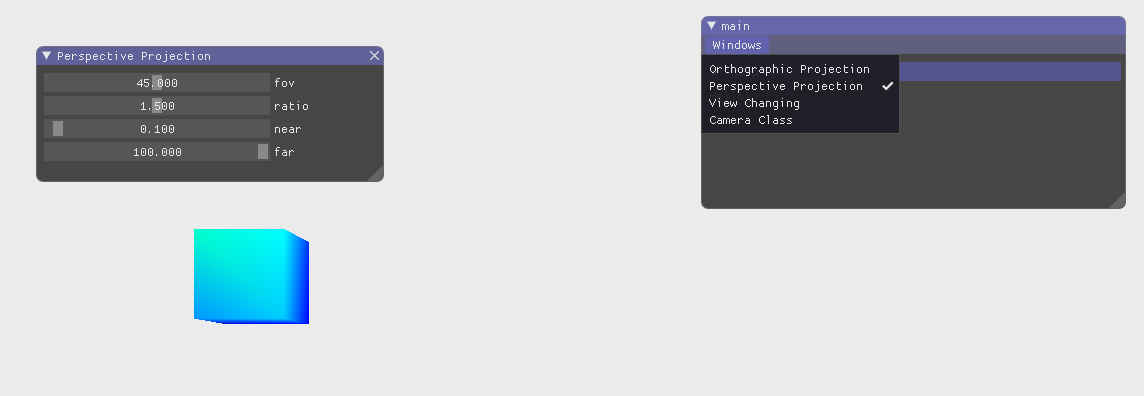 Perspective Projection
45.000 fov
1.500 ratio
0.100 near
100.000 far
main
Windows
Orthographic Projection
Perspective Projection
View Changing
Camera Class